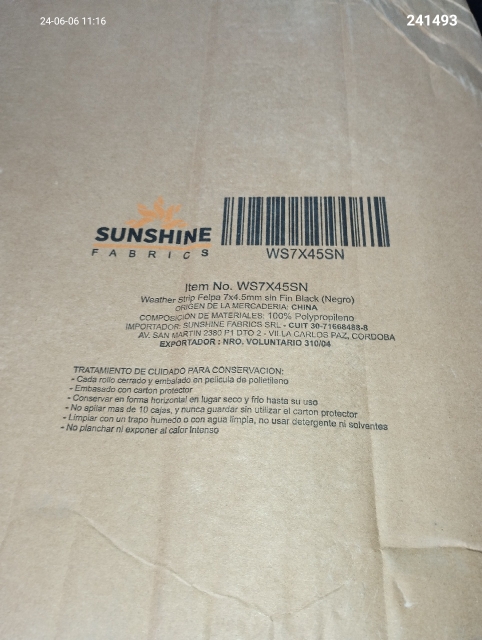 24-06-06 11:16
241493
SUNSHINE
FABRICS
WS7X45SN
Item No. WS7X45SN
Weather Strip Felpa 7x4.5mm sin Fin Black (Negro)
ORIGEN DE LA MERCADERIA: CHINA
COMPOSICIÓN DE MATERIALES: 100% Polypropileno
IMPORTADOR: SUNSHINE FABRICS SRL - CUIT 30-71668488-8
AV. SAN MARTIN 2380 P1 DTO 2 - VILLA CARLOS PAZ, CORDOBA
EXPORTADOR : NRO. VOLUNTARIO 310/04
TRATAMIENTO DE CUIDADO PARA CONSERVACIÓN:
- Cada rollo cerrado y embalado en pelicula de polietileno
- Embasado con carton protector
- Conservar en forma horizontal en lugar seco y frio hasta su uso
- No apilar mas de 10 cajas, y nunca guardar sin utilizar el carton protector
- Limpiar con un trapo humedo o con agua limpia, no usar detergente ni solventes
- No planchar ni exponer al calor intenso